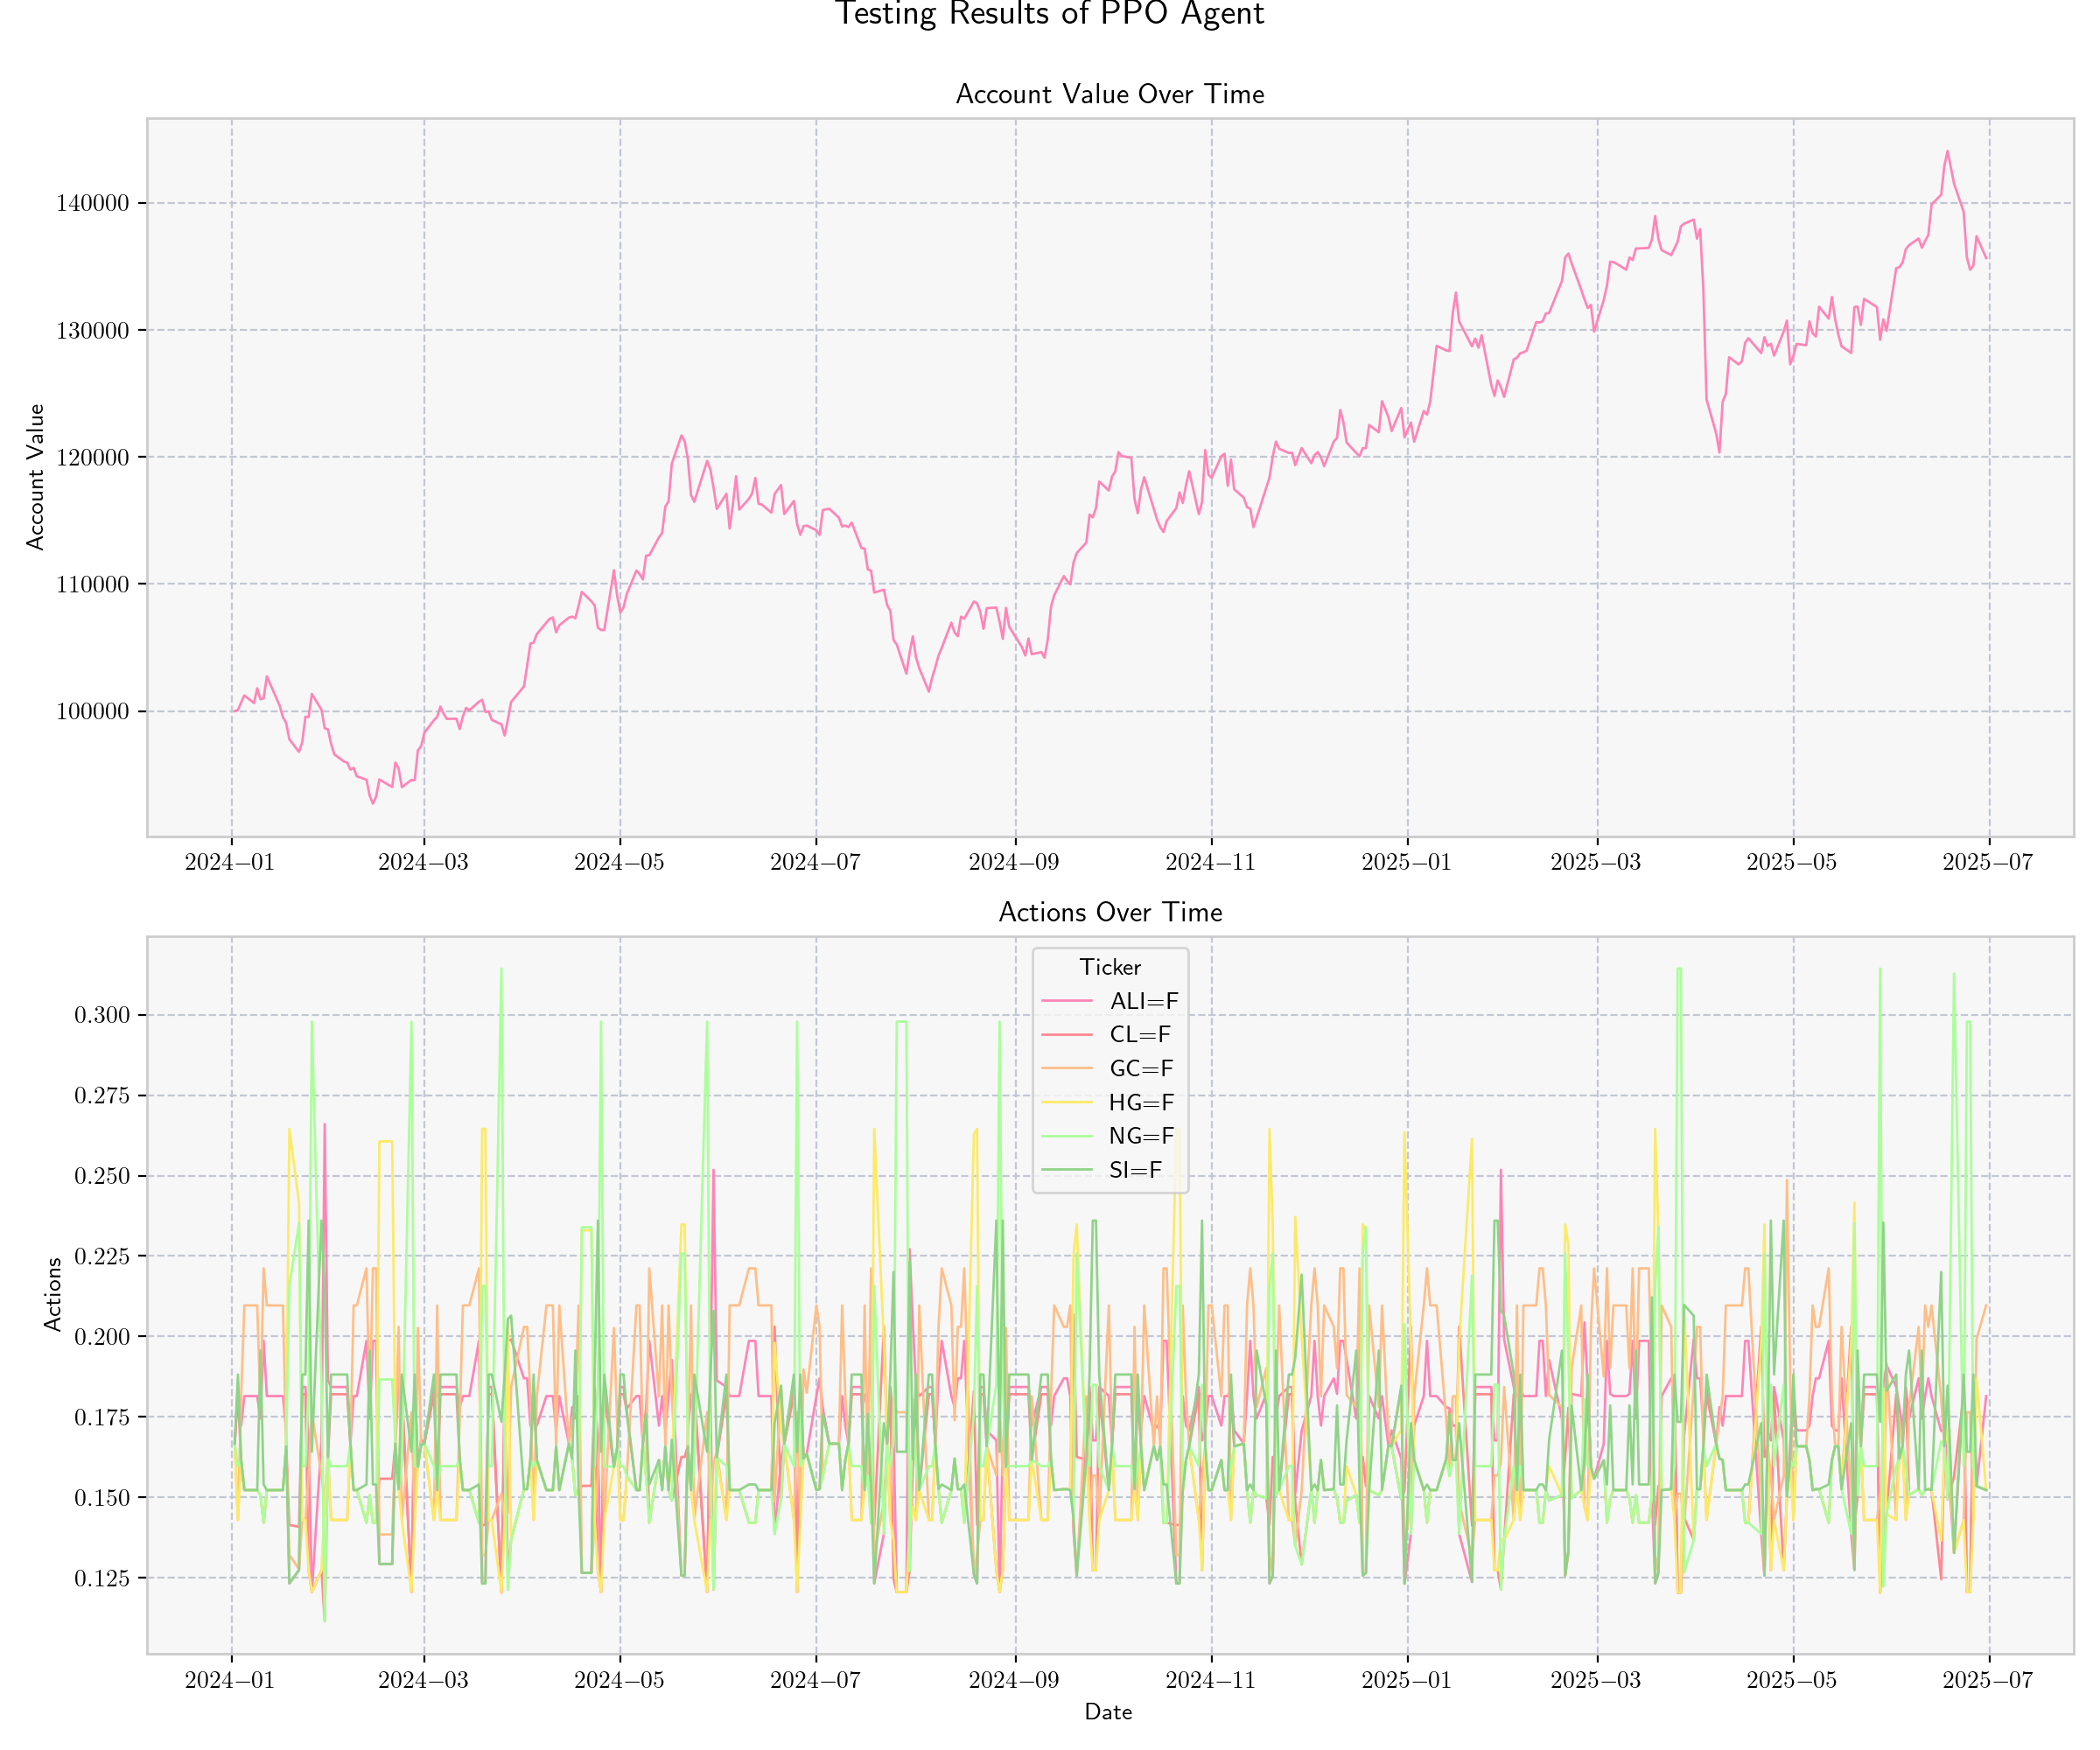 Testing Results of PPO Agent
Account Value Over Time
Account Value
140000
130000
120000
110000
100000
2024−01 2024−03 2024−05 2024−07 2024−09 2024−11 2025−01 2025−03 2025−05 2025−07
Actions Over Time
Actions
0.300
0.275
0.250
0.225
0.200
0.175
0.150
0.125
Ticker
ALI=F
CL=F
GC=F
HG=F
NG=F
SI=F
2024−01 2024−03 2024−05 2024−07 2024−09 2024−11 2025−01 2025−03 2025−05 2025−07
Date